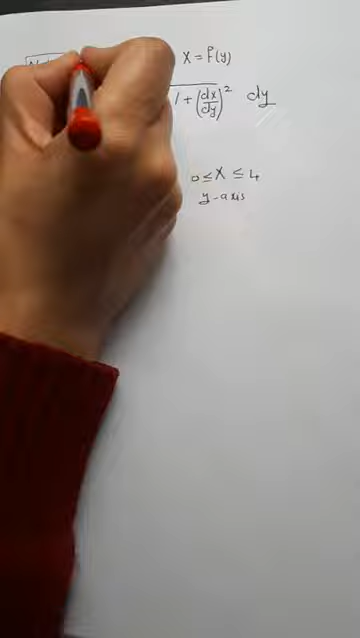 x = f(y)
1 + (dx/dy)² dy
0 ≤ x ≤ 4
y-axis